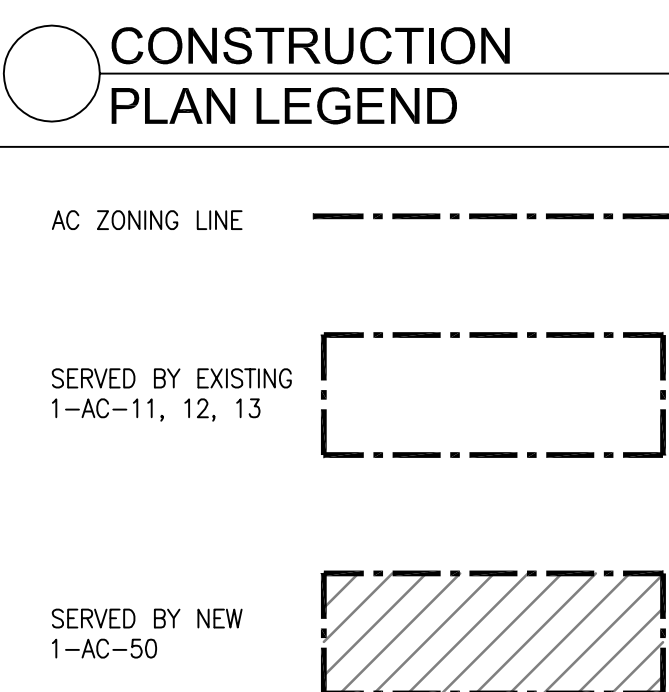 CONSTRUCTION
PLAN LEGEND
AC ZONING LINE
SERVED BY EXISTING
1-AC-11, 12, 13
SERVED BY NEW
1-AC-50